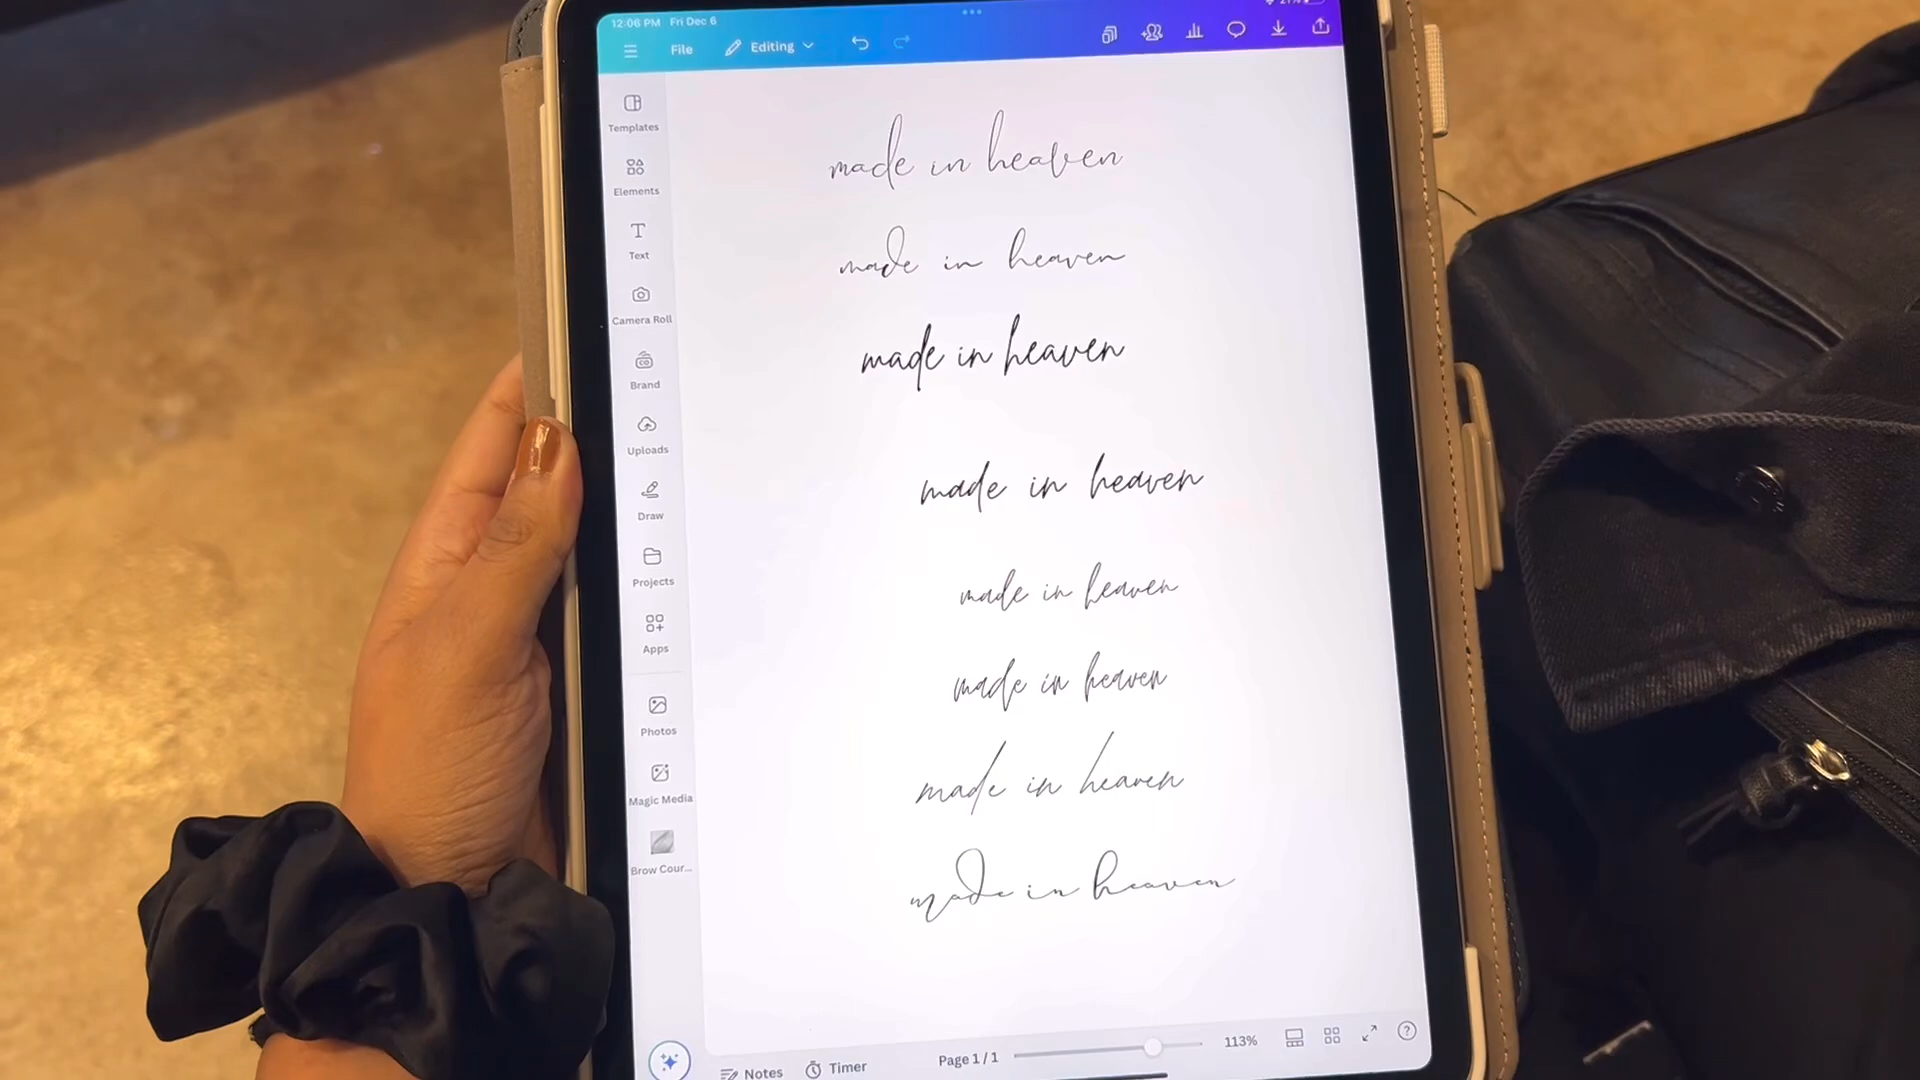 12:06 PM Fri Dec 6
File Editing
Templates
Elements
Text
Camera Roll
Brand
Uploads
Draw
Projects
Apps
Photos
Magic Media
Brow Cour...
made in heaven
made in heaven
made in heaven
made in heaven
made in heaven
made in heaven
made in heaven
made in heaven
Notes Timer Page 1 / 1 113%